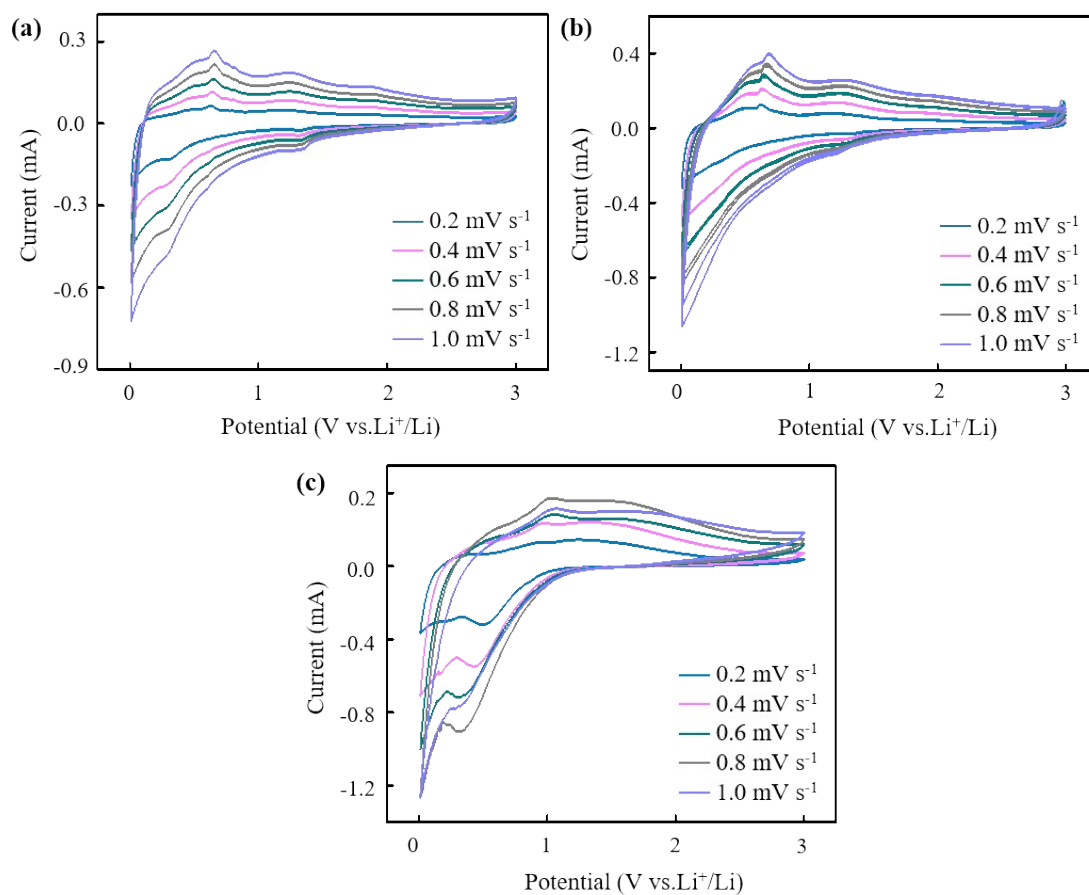 (a)
0.3
0.0
-0.3
-0.6
-0.9
Current (mA)
0.2 mV s⁻¹
0.4 mV s⁻¹
0.6 mV s⁻¹
0.8 mV s⁻¹
1.0 mV s⁻¹
0 1 2 3
Potential (V vs.Li⁺/Li)
(b)
0.4
0.0
-0.4
-0.8
-1.2
Current (mA)
0.2 mV s⁻¹
0.4 mV s⁻¹
0.6 mV s⁻¹
0.8 mV s⁻¹
1.0 mV s⁻¹
0 1 2 3
Potential (V vs.Li⁺/Li)
(c)
0.2
0.0
-0.4
-0.8
-1.2
Current (mA)
0.2 mV s⁻¹
0.4 mV s⁻¹
0.6 mV s⁻¹
0.8 mV s⁻¹
1.0 mV s⁻¹
0 1 2 3
Potential (V vs.Li⁺/Li)